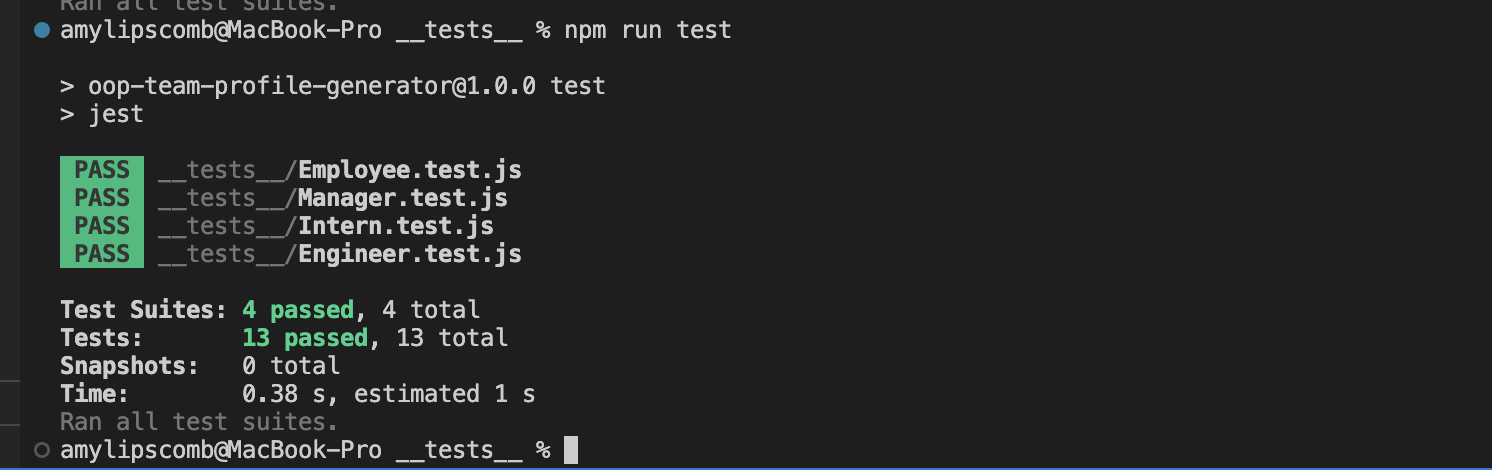 Ran all test suites.
amylipscomb@MacBook-Pro __tests__ % npm run test
> oop-team-profile-generator@1.0.0 test
> jest
PASS __tests__/Employee.test.js
PASS __tests__/Manager.test.js
PASS __tests__/Intern.test.js
PASS __tests__/Engineer.test.js
Test Suites: 4 passed, 4 total
Tests: 13 passed, 13 total
Snapshots: 0 total
Time: 0.38 s, estimated 1 s
Ran all test suites.
amylipscomb@MacBook-Pro __tests__ %